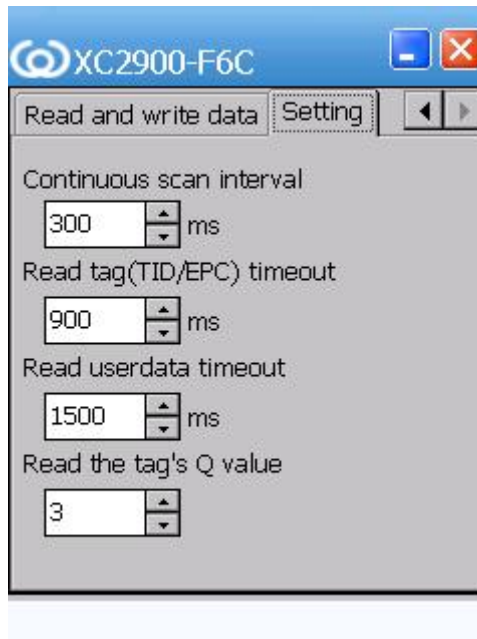 XC2900-F6C
Read and write data Setting
Continuous scan interval
300 ms
Read tag(TID/EPC) timeout
900 ms
Read userdata timeout
1500 ms
Read the tag's Q value
3